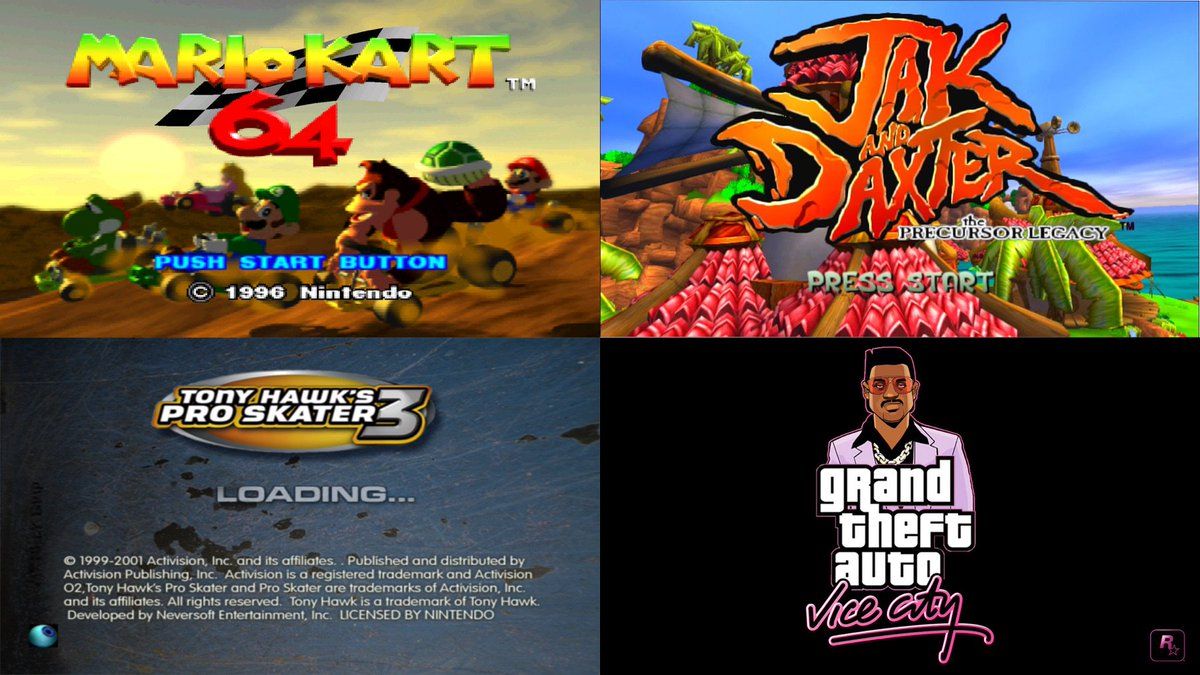 MARIO KART
64
TM
PUSH START BUTTON
© 1996 Nintendo
JAK
AND
DAXTER
the
PRECURSOR LEGACY
TM
PRESS START
TONY HAWK'S
PRO SKATER 3
LOADING...
© 1999-2001 Activision, Inc. and its affiliates. . Published and distributed by
Activision Publishing, Inc. Activision is a registered trademark and Activision
O2,Tony Hawk's Pro Skater and Pro Skater are trademarks of Activision, Inc.
and its affiliates. All rights reserved. Tony Hawk is a trademark of Tony Hawk.
Developed by Neversoft Entertainment, Inc. LICENSED BY NINTENDO
grand
theft
auto
Vice City
R